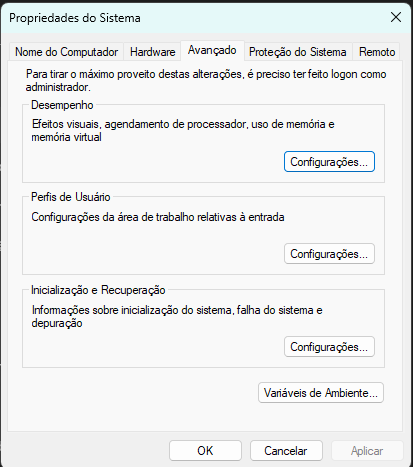 Propriedades do Sistema
Nome do Computador Hardware Avançado Proteção do Sistema Remoto
Para tirar o máximo proveito destas alterações, é preciso ter feito logon como
administrador.
Desempenho
Efeitos visuais, agendamento de processador, uso de memória e
memória virtual
Configurações...
Perfis de Usuário
Configurações da área de trabalho relativas à entrada
Configurações...
Inicialização e Recuperação
Informações sobre inicialização do sistema, falha do sistema e
depuração
Configurações...
Variáveis de Ambiente...
OK Cancelar Aplicar